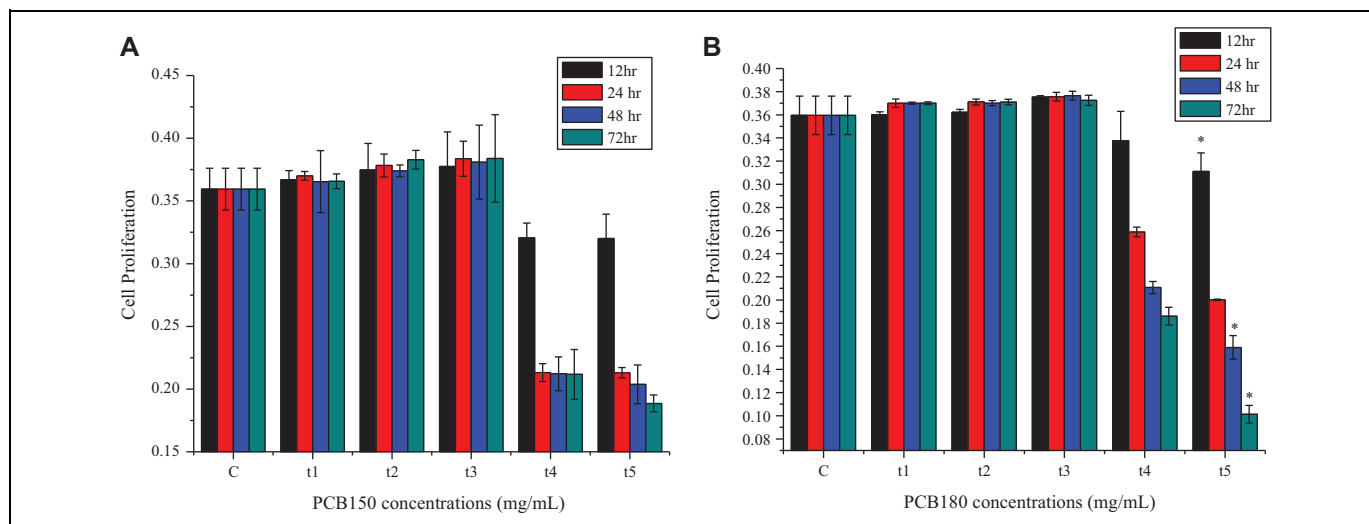 A
12hr
24 hr
48 hr
72hr
0.45
0.40
0.35
0.30
0.25
0.20
0.15
Cell Proliferation
C t1 t2 t3 t4 t5
PCB150 concentrations (mg/mL)
B
12hr
24 hr
48 hr
72hr
0.40
0.38
0.36
0.34
0.32
0.30
0.28
0.26
0.24
0.22
0.20
0.18
0.16
0.14
0.12
0.10
0.08
Cell Proliferation
*
*
*
C t1 t2 t3 t4 t5
PCB180 concentrations (mg/mL)